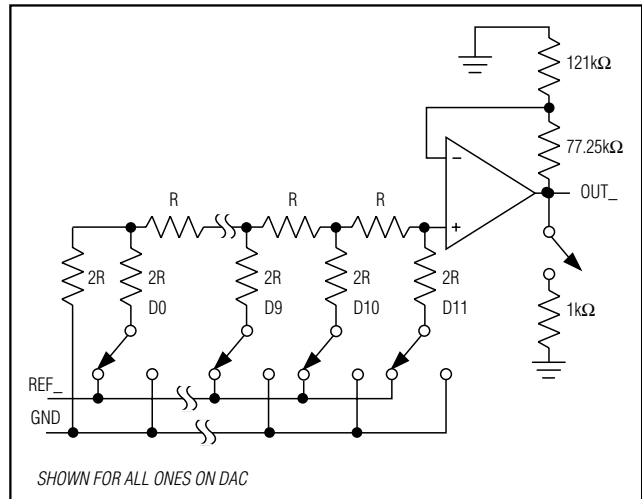 121kΩ
77.25kΩ
−
OUT_
R
R
R
+
2R
2R
2R
2R
2R
D0
D9
D10
D11
1kΩ
REF_
GND
SHOWN FOR ALL ONES ON DAC